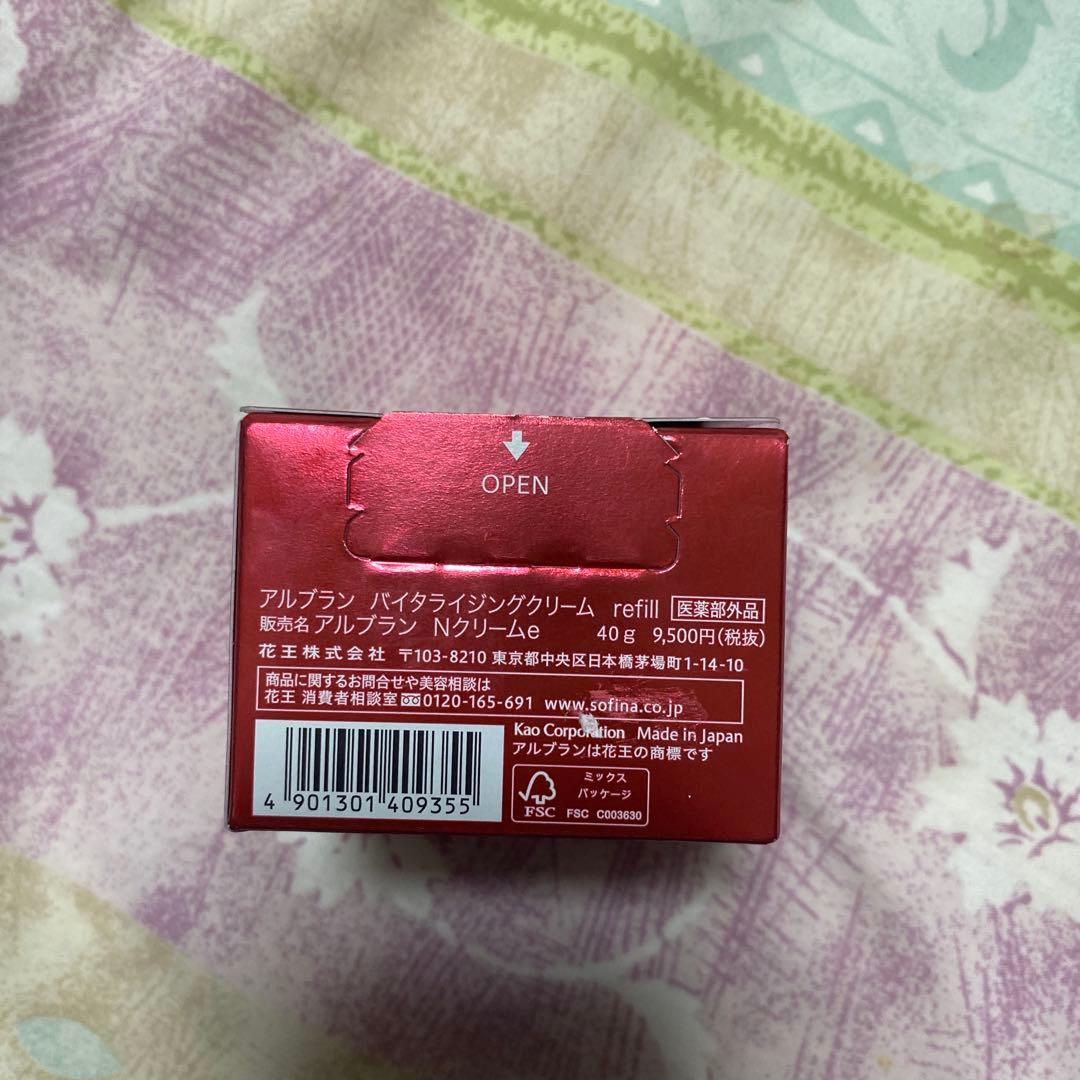 OPEN
アルブラン バイタライジングクリーム refill 医薬部外品
販売名 アルブラン Nクリームe 40g 9,500円(税抜)
花王株式会社 〒103-8210 東京都中央区日本橋茅場町1-14-10
商品に関するお問合せや美容相談は
花王 消費者相談室 0120-165-691 www.sofina.co.jp
Kao Corporation Made in Japan
アルブランは花王の商標です
4 901301 409355
ミックス
パッケージ
FSC FSC C003630